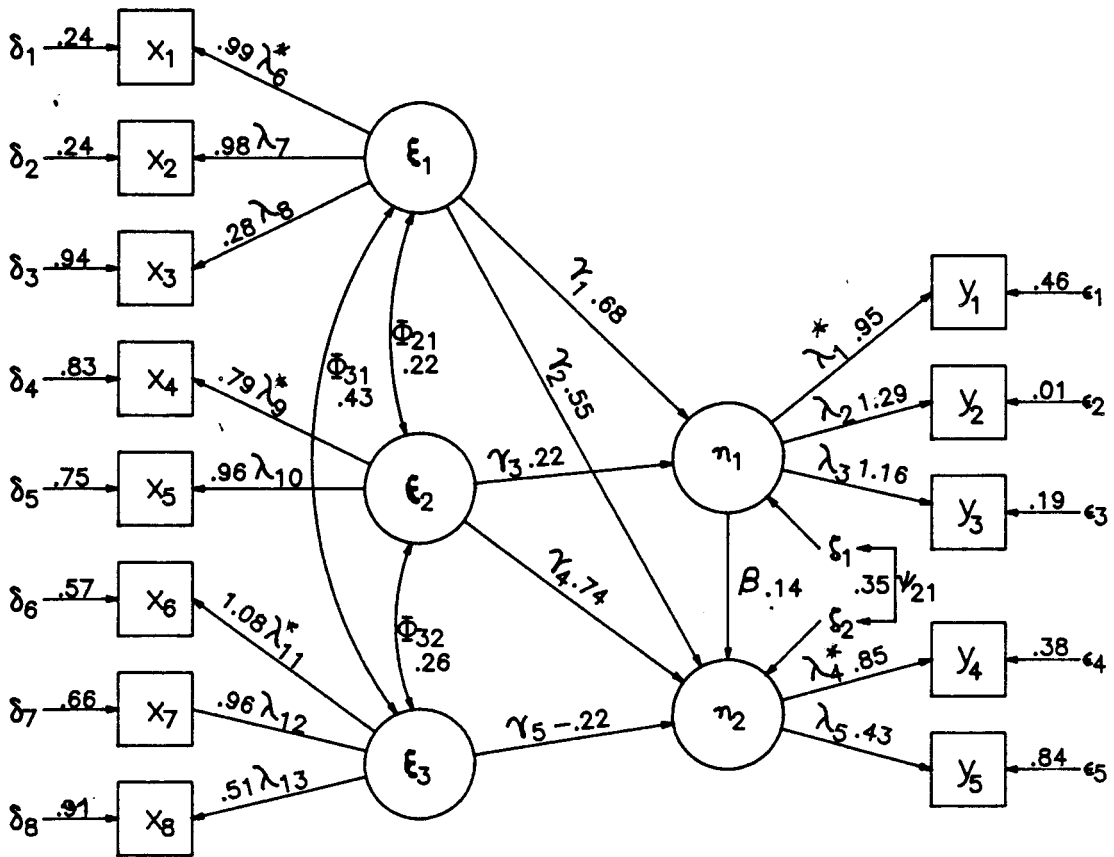 δ₁ .24 X₁ .99 λ₆*
δ₂ .24 X₂ .98 λ₇ ξ₁
δ₃ .94 X₃ .28 λ₈
γ₁ .68
Y₁ .46 ε₁
λ₁* .95
Φ₂₁
.22
Φ₃₁
.43
γ₂ .55
δ₄ .83 X₄ .79 λ₉*
λ₂ 1.29 Y₂ .01 ε₂
γ₃ .22 η₁
δ₅ .75 X₅ .96 λ₁₀ ξ₂
λ₃ 1.16 Y₃ .19 ε₃
ζ₁
γ₄ .74
β .14
.35 ψ₂₁
ζ₂
δ₆ .57 X₆ 1.08 λ₁₁*
Φ₃₂
.26
λ₄* .85 Y₄ .38 ε₄
δ₇ .66 X₇ .96 λ₁₂
γ₅ -.22 η₂
λ₅ .43 Y₅ .84 ε₅
ξ₃
δ₈ .91 X₈ .51 λ₁₃